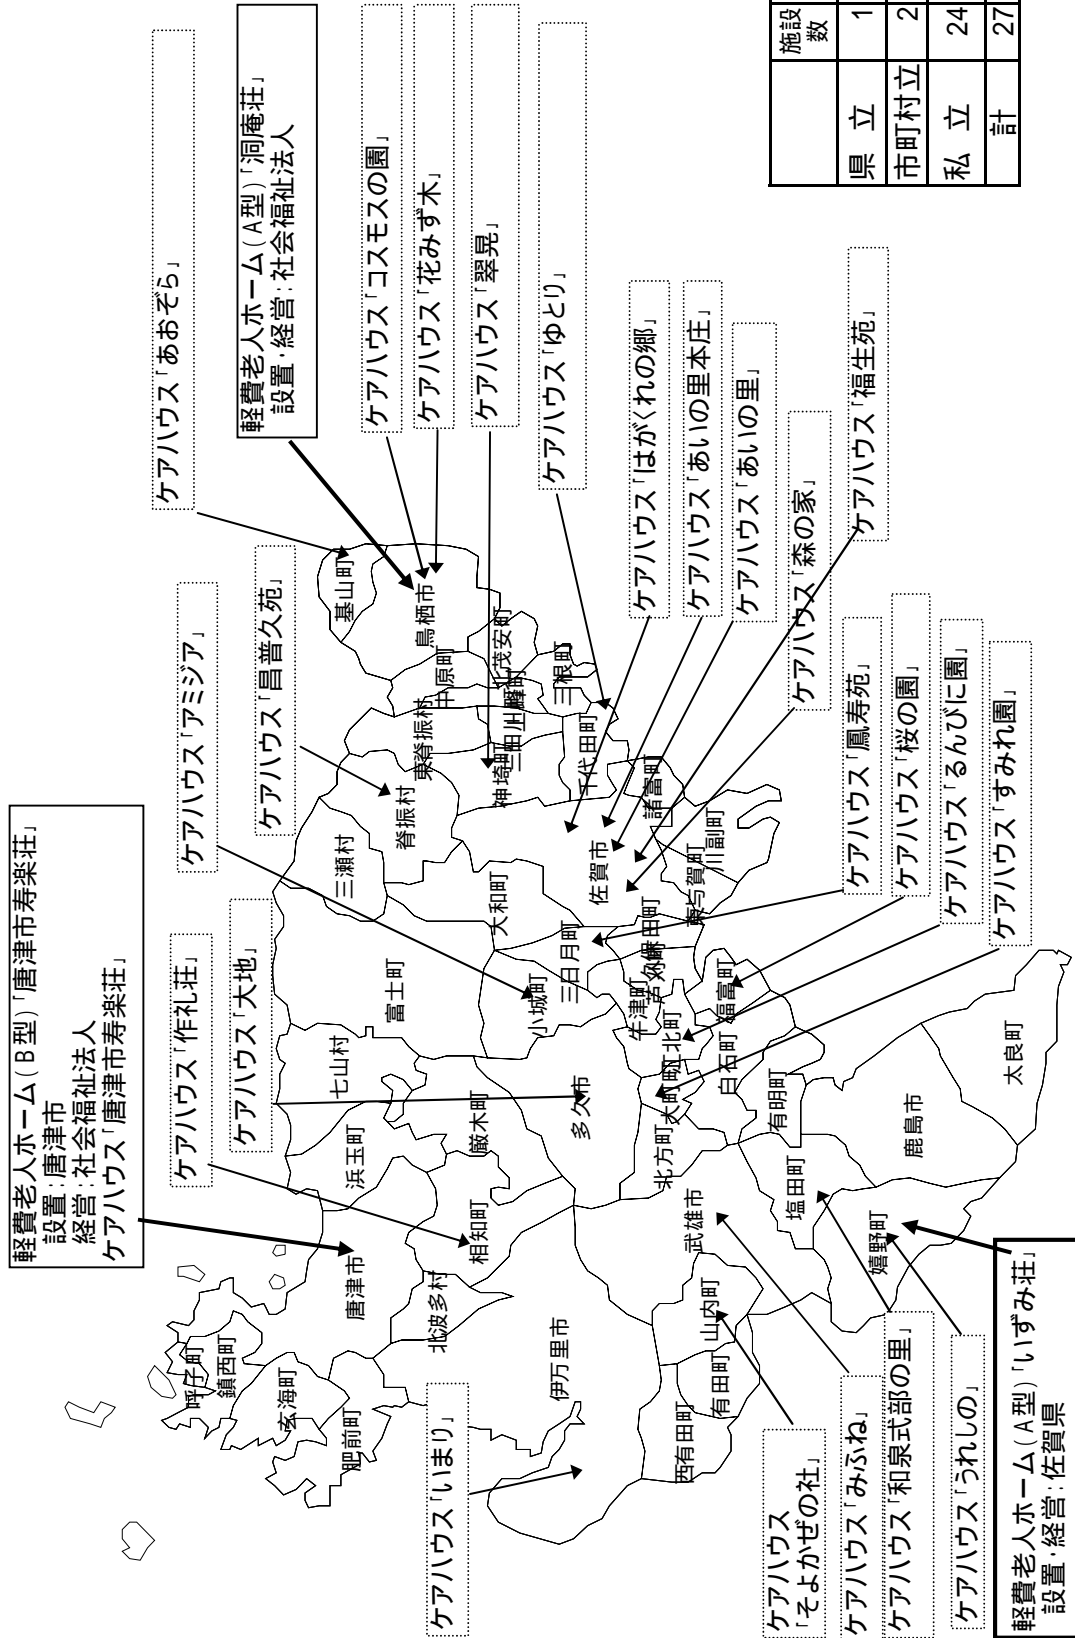 軽費老人ホーム(B型)「唐津市寿楽荘」
設置:唐津市
経営:社会福祉法人
ケアハウス「唐津市寿楽荘」
ケアハウス「作礼荘」
ケアハウス「大地」
ケアハウス「アミジア」
ケアハウス「昌普久苑」
ケアハウス「あおぞら」
軽費老人ホーム(A型)「洞庵荘」
設置・経営:社会福祉法人
ケアハウス「コスモスの園」
ケアハウス「花みず木」
ケアハウス「翠晃」
ケアハウス「ゆとり」
ケアハウス「はがくれの郷」
ケアハウス「あいの里本庄」
ケアハウス「あいの里」
ケアハウス「森の家」
ケアハウス「福生苑」
ケアハウス「鳳寿苑」
ケアハウス「桜の園」
ケアハウス「るんびに園」
ケアハウス「すみれ園」
ケアハウス「いまり」
ケアハウス
「そよかぜの杜」
ケアハウス「みふね」
ケアハウス「和泉式部の里」
ケアハウス「うれしの」
軽費老人ホーム(A型)「いずみ荘」
設置・経営:佐賀県
呼子町
鎮西町
玄海町
肥前町
唐津市
北波多村
相知町
浜玉町
厳木町
七山村
富士町
三瀬村
脊振村
東脊振村
大和町
小城町
三日月町
多久市
佐賀市
神埼町
千代田町
三田川町
上峰町
中原町
北茂安町
三根町
鳥栖市
基山町
諸富町
川副町
東与賀町
久保田町
芦刈町
牛津町
江北町
大町町
北方町
福富町
白石町
有明町
武雄市
山内町
有田町
西有田町
伊万里市
塩田町
嬉野町
鹿島市
太良町
施設数
県立 1
市町村立 2
私立 24
計 27